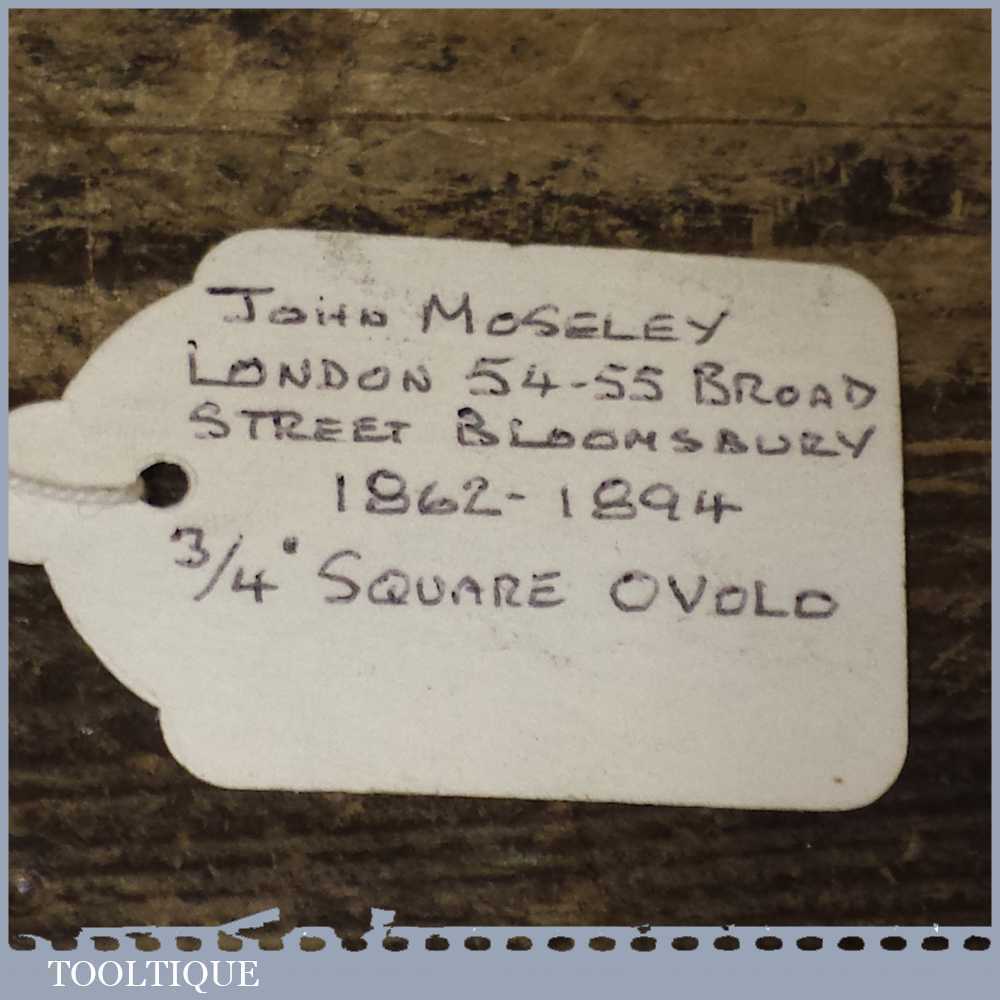 John Moseley
London 54-55 Broad
Street Bloomsbury
1862-1894
3/4" Square Ovolo
TOOLTIQUE